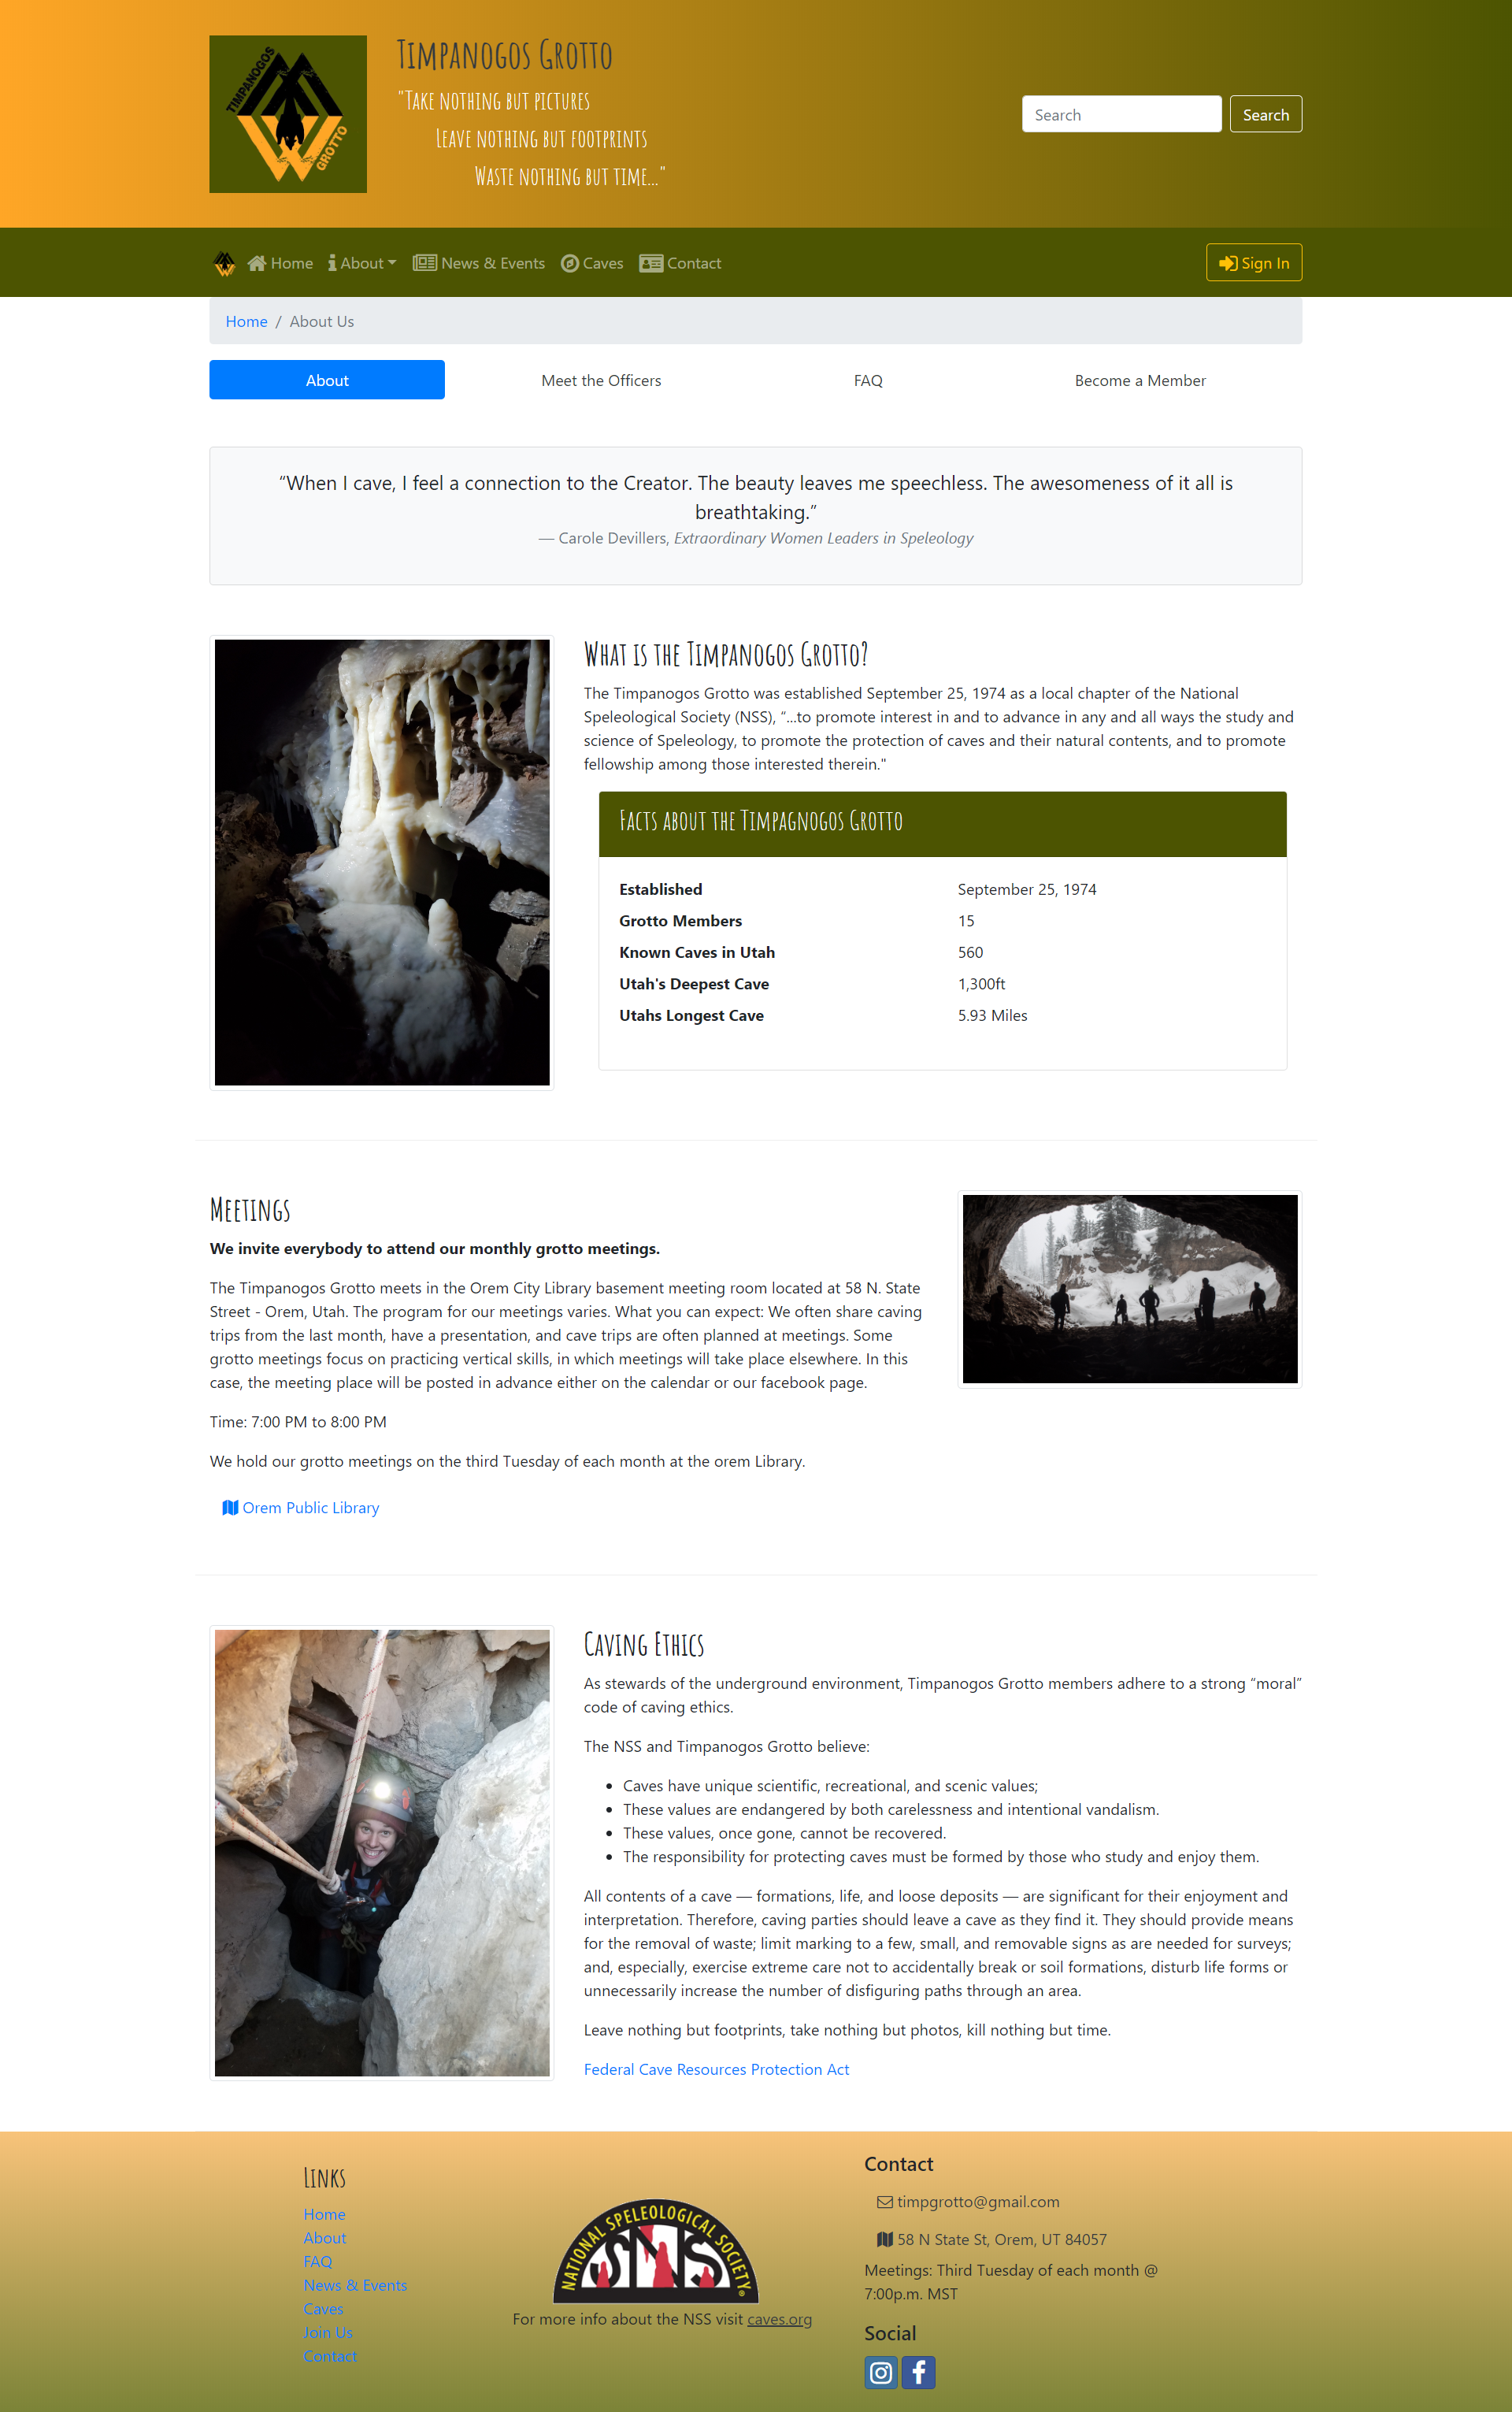 TIMPANOGOS
GROTTO
Timpanogos Grotto
"Take nothing but pictures
Leave nothing but footprints
Waste nothing but time..."
Search
Search
Home
About
News & Events
Caves
Contact
Sign In
Home / About Us
About
Meet the Officers
FAQ
Become a Member
“When I cave, I feel a connection to the Creator. The beauty leaves me speechless. The awesomeness of it all is
breathtaking.”
— Carole Devillers, Extraordinary Women Leaders in Speleology
What is the Timpanogos Grotto?
The Timpanogos Grotto was established September 25, 1974 as a local chapter of the National
Speleological Society (NSS), “...to promote interest in and to advance in any and all ways the study and
science of Speleology, to promote the protection of caves and their natural contents, and to promote
fellowship among those interested therein."
Facts about the Timpagnogos Grotto
Established September 25, 1974
Grotto Members 15
Known Caves in Utah 560
Utah's Deepest Cave 1,300ft
Utahs Longest Cave 5.93 Miles
Meetings
We invite everybody to attend our monthly grotto meetings.
The Timpanogos Grotto meets in the Orem City Library basement meeting room located at 58 N. State
Street - Orem, Utah. The program for our meetings varies. What you can expect: We often share caving
trips from the last month, have a presentation, and cave trips are often planned at meetings. Some
grotto meetings focus on practicing vertical skills, in which meetings will take place elsewhere. In this
case, the meeting place will be posted in advance either on the calendar or our facebook page.
Time: 7:00 PM to 8:00 PM
We hold our grotto meetings on the third Tuesday of each month at the orem Library.
Orem Public Library
Caving Ethics
As stewards of the underground environment, Timpanogos Grotto members adhere to a strong “moral”
code of caving ethics.
The NSS and Timpanogos Grotto believe:
• Caves have unique scientific, recreational, and scenic values;
• These values are endangered by both carelessness and intentional vandalism.
• These values, once gone, cannot be recovered.
• The responsibility for protecting caves must be formed by those who study and enjoy them.
All contents of a cave — formations, life, and loose deposits — are significant for their enjoyment and
interpretation. Therefore, caving parties should leave a cave as they find it. They should provide means
for the removal of waste; limit marking to a few, small, and removable signs as are needed for surveys;
and, especially, exercise extreme care not to accidentally break or soil formations, disturb life forms or
unnecessarily increase the number of disfiguring paths through an area.
Leave nothing but footprints, take nothing but photos, kill nothing but time.
Federal Cave Resources Protection Act
Links
Home
About
FAQ
News & Events
Caves
Join Us
Contact
NATIONAL SPELEOLOGICAL SOCIETY
SNS
®
For more info about the NSS visit caves.org
Contact
timpgrotto@gmail.com
58 N State St, Orem, UT 84057
Meetings: Third Tuesday of each month @
7:00p.m. MST
Social